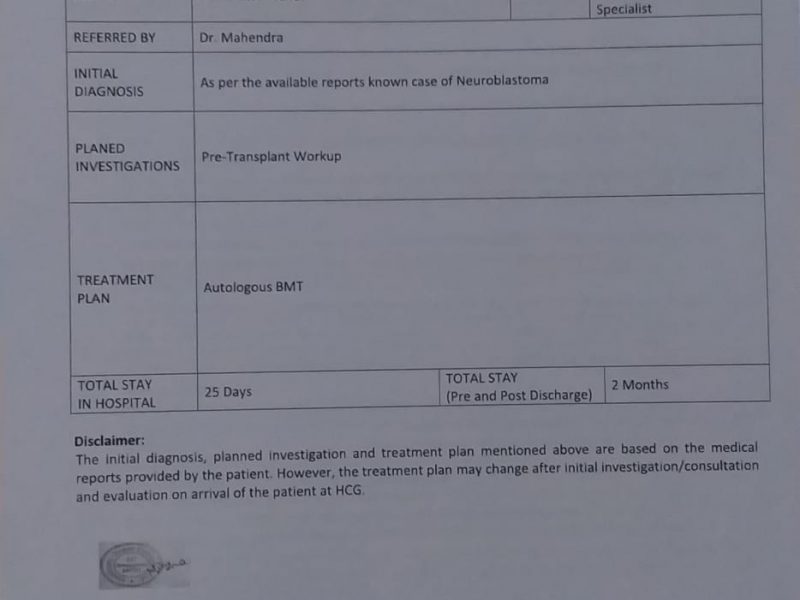 Specialist
REFERRED BY
Dr. Mahendra
INITIAL
DIAGNOSIS
As per the available reports known case of Neuroblastoma
PLANED
INVESTIGATIONS
Pre-Transplant Workup
TREATMENT
PLAN
Autologous BMT
TOTAL STAY
IN HOSPITAL
25 Days
TOTAL STAY
(Pre and Post Discharge)
2 Months
Disclaimer:
The initial diagnosis, planned investigation and treatment plan mentioned above are based on the medical
reports provided by the patient. However, the treatment plan may change after initial investigation/consultation
and evaluation on arrival of the patient at HCG.